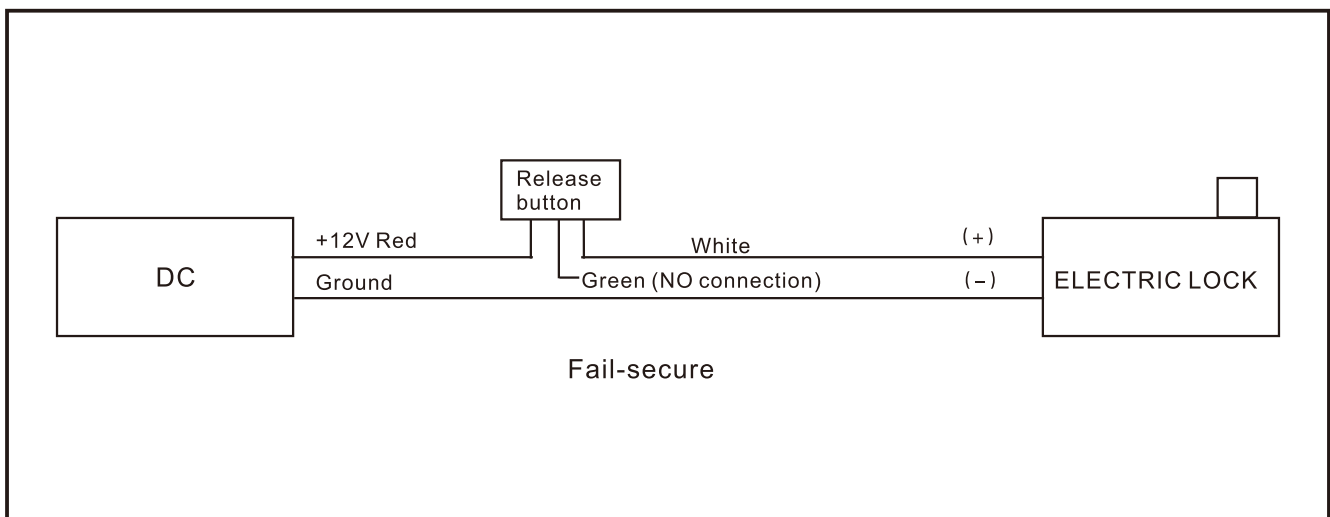 Release
button
+12V Red
White
(+)
DC
Ground
Green (NO connection)
(-)
ELECTRIC LOCK
Fail-secure